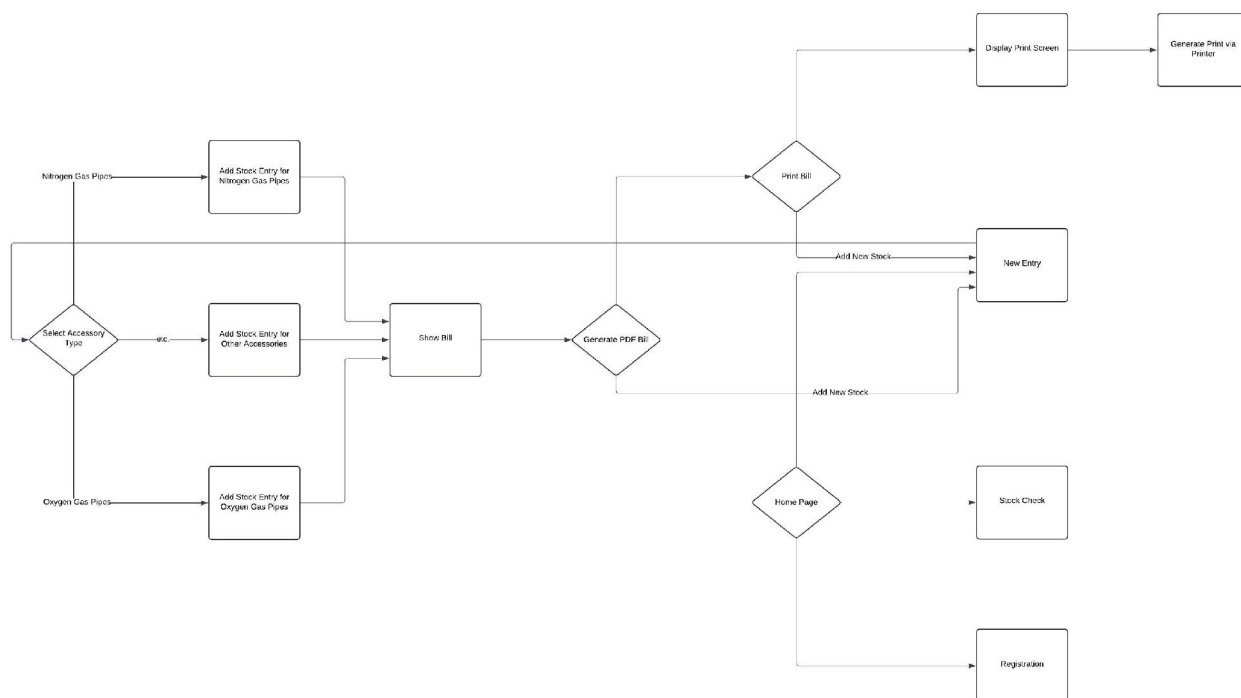 Display Print Screen
Generate Print via
Printer
Nitrogen Gas Pipes
Add Stock Entry for
Nitrogen Gas Pipes
Print Bill
Add New Stock
New Entry
Select Accessory
Type
etc.
Add Stock Entry for
Other Accessories
Show Bill
Generate PDF Bill
Add New Stock
Oxygen Gas Pipes
Add Stock Entry for
Oxygen Gas Pipes
Home Page
Stock Check
Registration